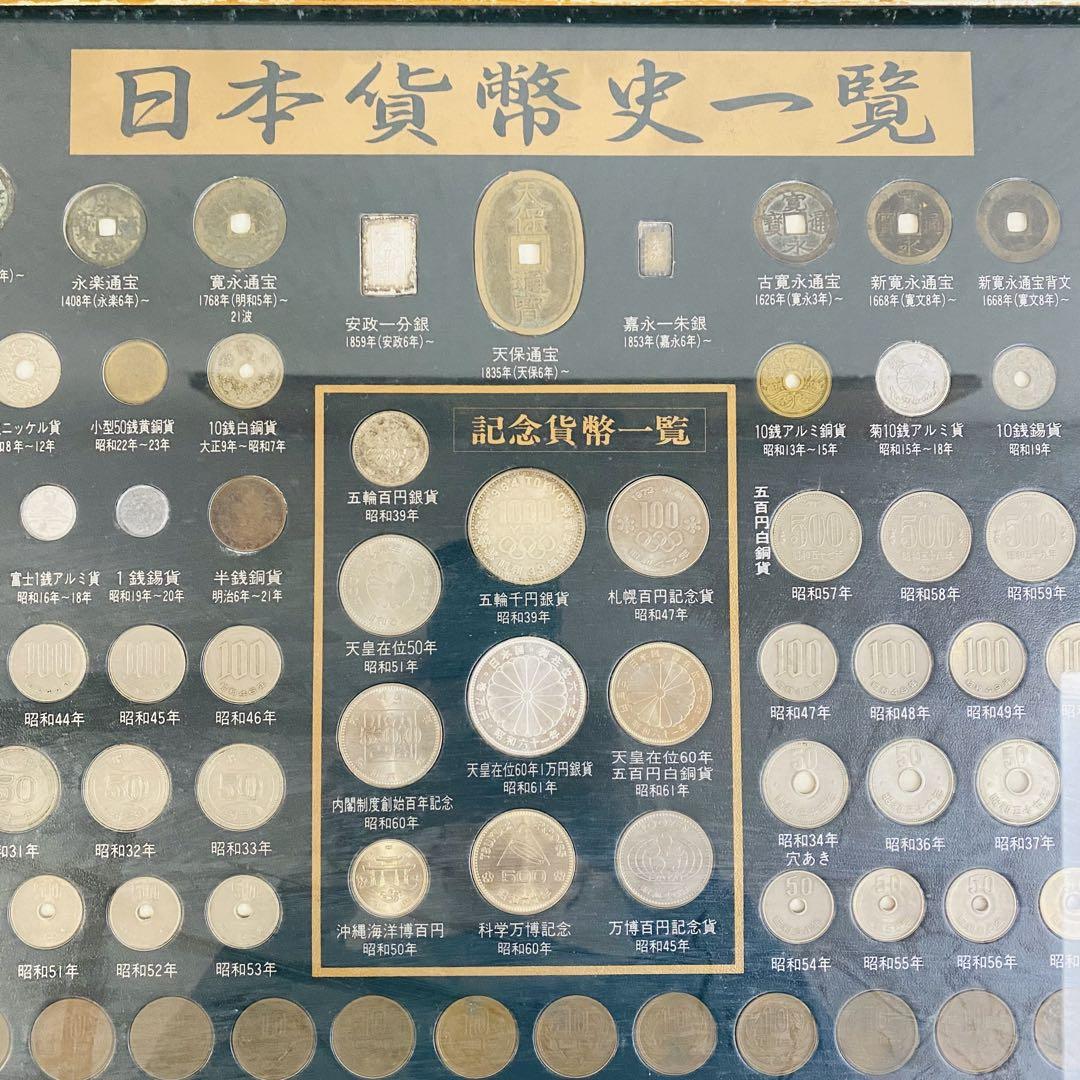 日本貨幣史一覧
年)~
永楽通宝
1408年(永楽6年)~
寛永通宝
1768年(明和5年)~
21波
安政一分銀
1859年(安政6年)~
天保通宝
1835年(天保6年)~
嘉永一朱銀
1853年(嘉永6年)~
古寛永通宝
1626年(寛永3年)~
新寛永通宝
1668年(寛文8年)~
新寛永通宝背文
1668年(寛文8年)~
ニッケル貨
8年~12年
小型50銭黄銅貨
昭和22年~23年
10銭白銅貨
大正9年~昭和7年
10銭アルミ銅貨
昭和13年~15年
菊10銭アルミ貨
昭和15年~18年
10銭錫貨
昭和19年
富士1銭アルミ貨
昭和16年~18年
1銭錫貨
昭和19年~20年
半銭銅貨
明治6年~21年
五百円白銅貨
昭和57年
昭和58年
昭和59年
昭和44年
昭和45年
昭和46年
昭和47年
昭和48年
昭和49年
昭
31年
昭和32年
昭和33年
昭和34年
穴あき
昭和36年
昭和37年
昭和51年
昭和52年
昭和53年
昭和54年
昭和55年
昭和56年
記念貨幣一覧
五輪百円銀貨
昭和39年
1964 TOKYO
五輪千円銀貨
昭和39年
100
札幌百円記念貨
昭和47年
天皇在位50年
昭和51年
天皇在位60年1万円銀貨
昭和61年
天皇在位60年
五百円白銅貨
昭和61年
内閣制度創始百年記念
昭和60年
沖縄海洋博百円
昭和50年
500
科学万博記念
昭和60年
万博百円記念貨
昭和45年